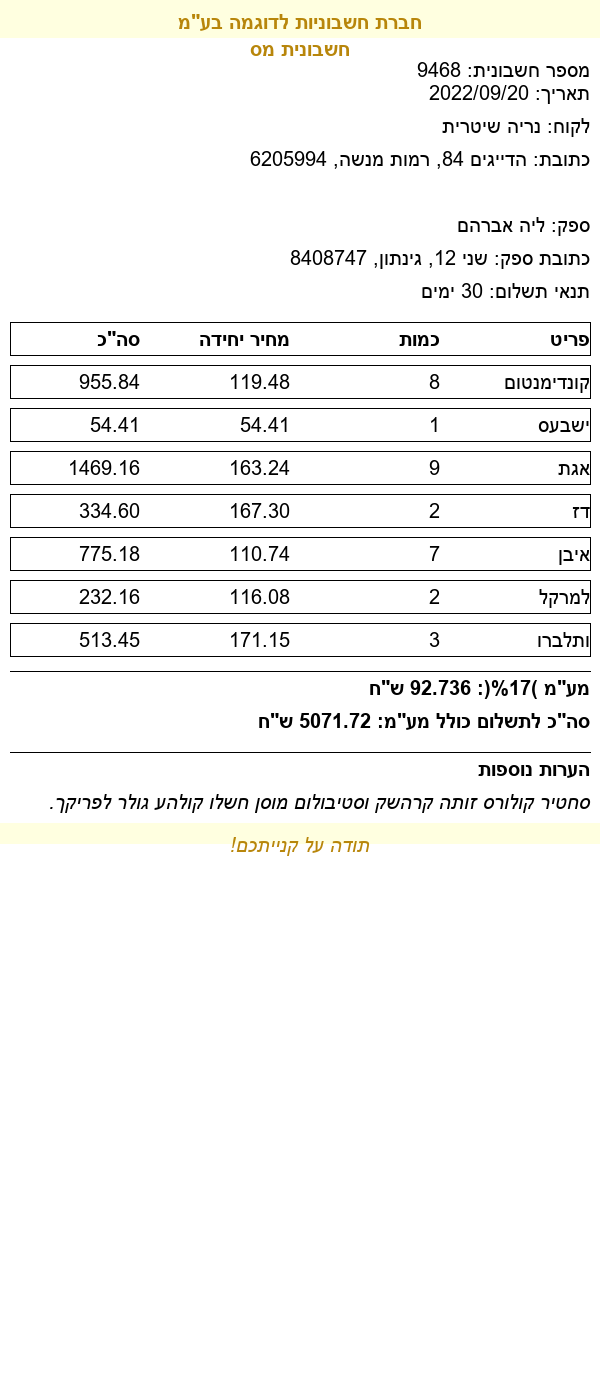 חברת חשבוניות לדוגמה בע"מ
חשבונית מס
מספר חשבונית: 9468
תאריך: 2022/09/20
לקוח: נריה שיטרית
כתובת: הדייגים 84, רמות מנשה, 6205994
ספק: ליה אברהם
כתובת ספק: שני 12, גינתון, 8408747
תנאי תשלום: 30 ימים
פריט כמות מחיר יחידה סה"כ
קונדימנטום 8 119.48 955.84
ישבעס 1 54.41 54.41
אגת 9 163.24 1469.16
דז 2 167.30 334.60
איבן 7 110.74 775.18
למרקל 2 116.08 232.16
ותלברו 3 171.15 513.45
מע"מ )17%(: 92.736 ש"ח
סה"כ לתשלום כולל מע"מ: 5071.72 ש"ח
הערות נוספות
סחטיר קולורס זותה קרהשק וסטיבולום מוסן חשלו קולהע גולר לפריקך.
תודה על קנייתכם!